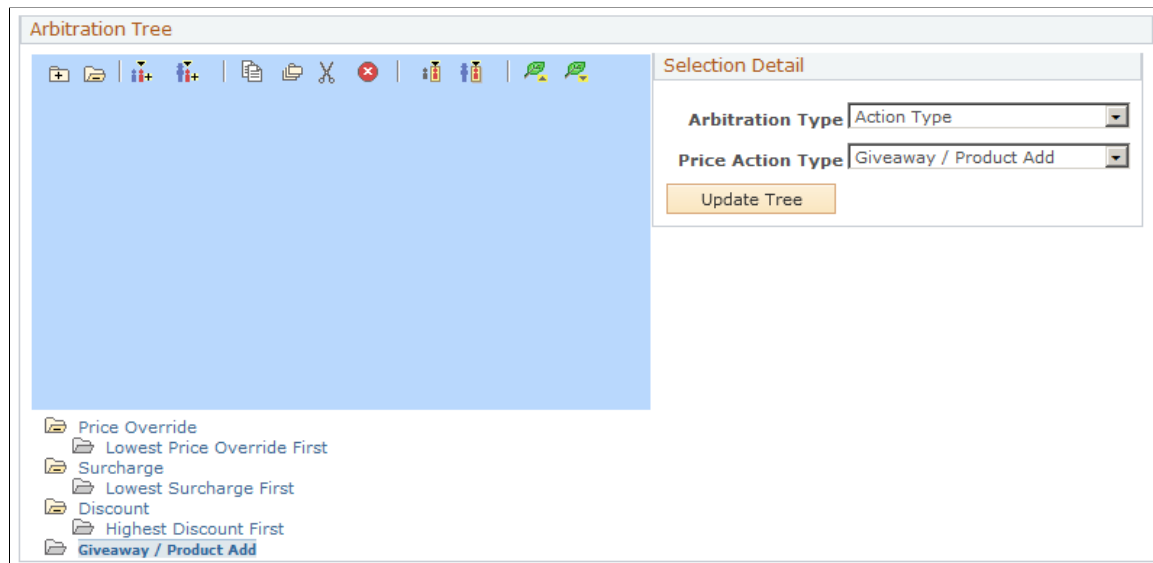 Arbitration Tree
Selection Detail
Arbitration Type Action Type
Price Action Type Giveaway / Product Add
Update Tree
Price Override
Lowest Price Override First
Surcharge
Lowest Surcharge First
Discount
Highest Discount First
Giveaway / Product Add